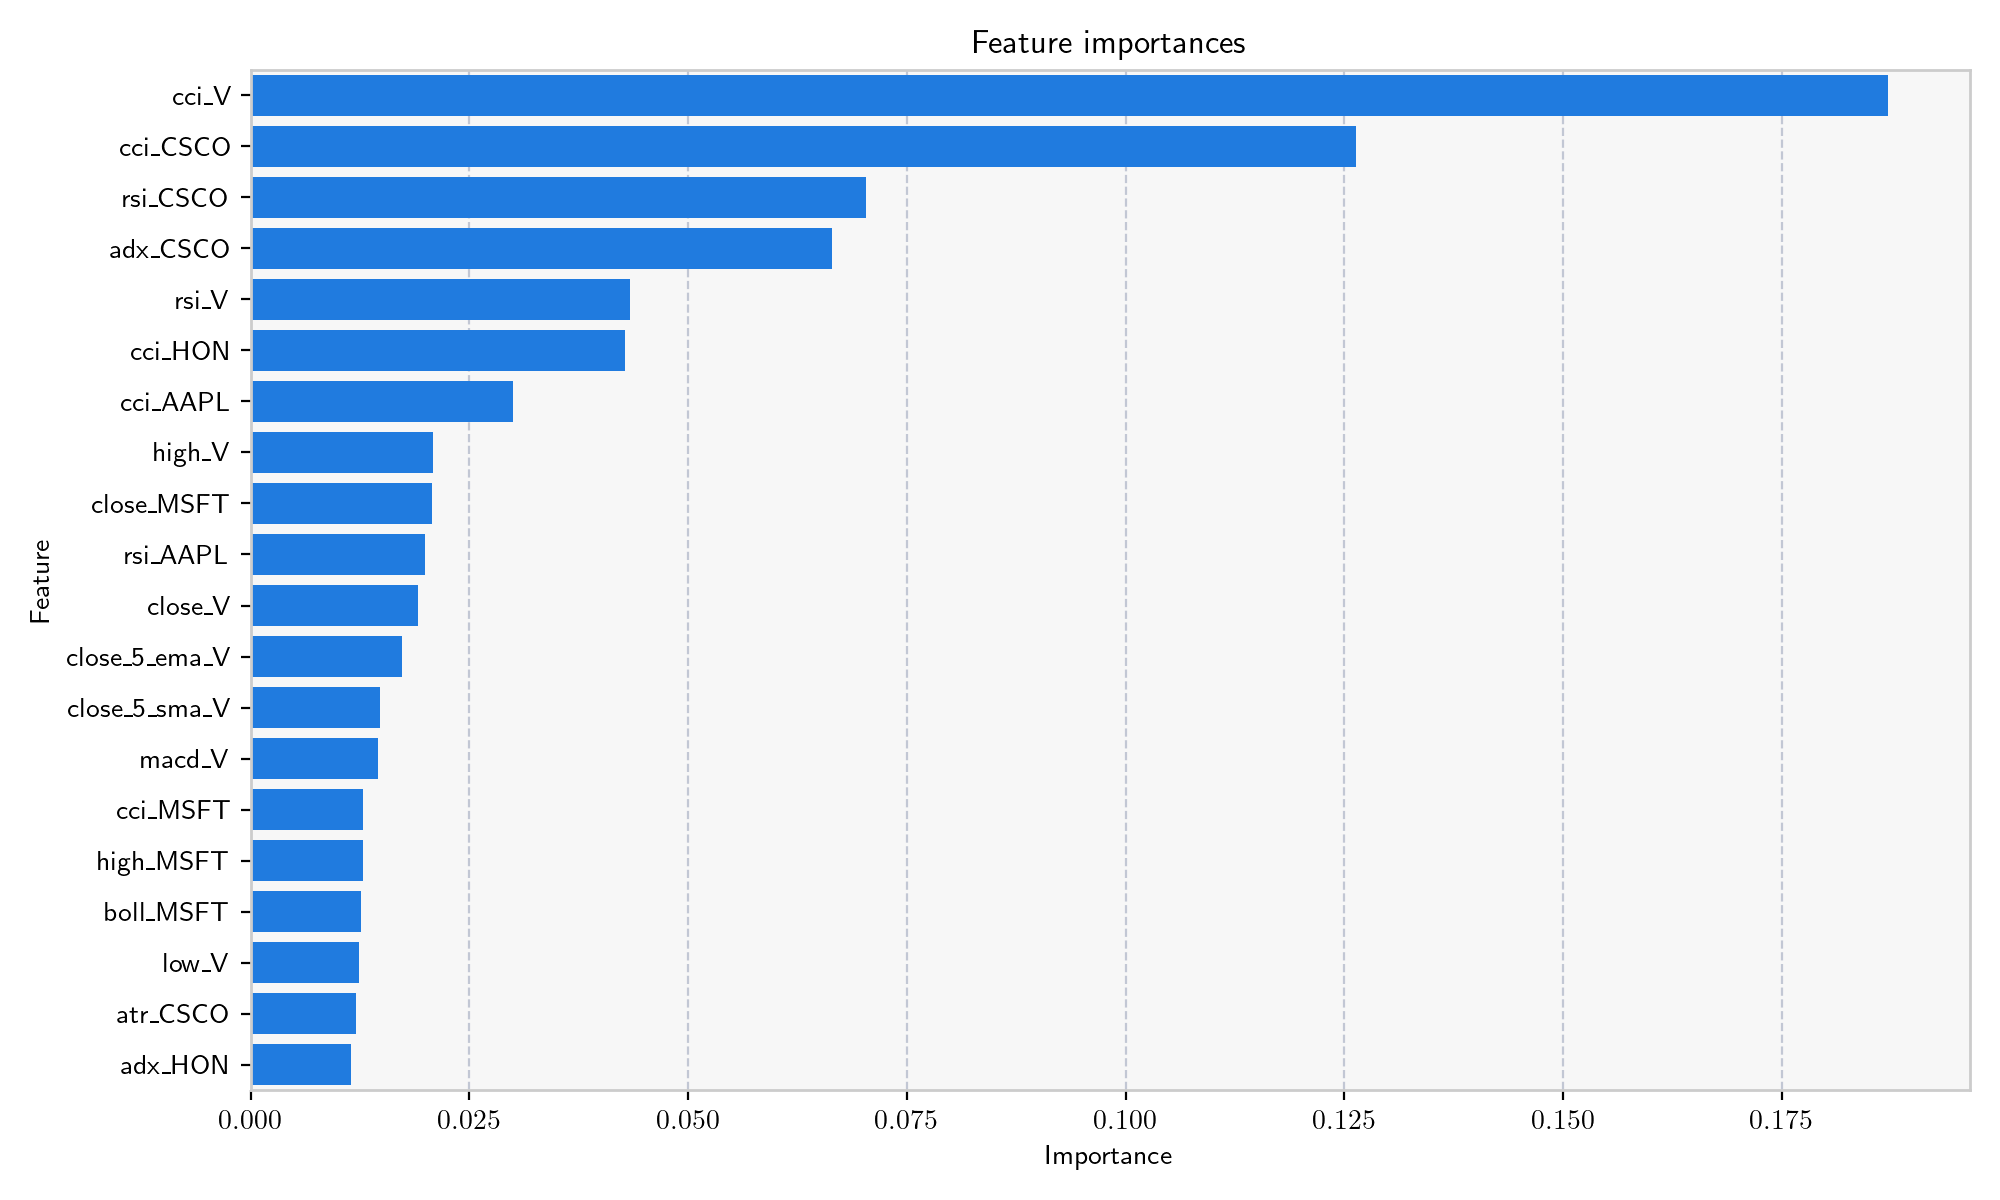 Feature importances
cci_V
cci_CSCO
rsi_CSCO
adx_CSCO
rsi_V
cci_HON
cci_AAPL
high_V
close_MSFT
rsi_AAPL
close_V
close_5_ema_V
close_5_sma_V
macd_V
cci_MSFT
high_MSFT
boll_MSFT
low_V
atr_CSCO
adx_HON
Feature
0.000 0.025 0.050 0.075 0.100 0.125 0.150 0.175
Importance